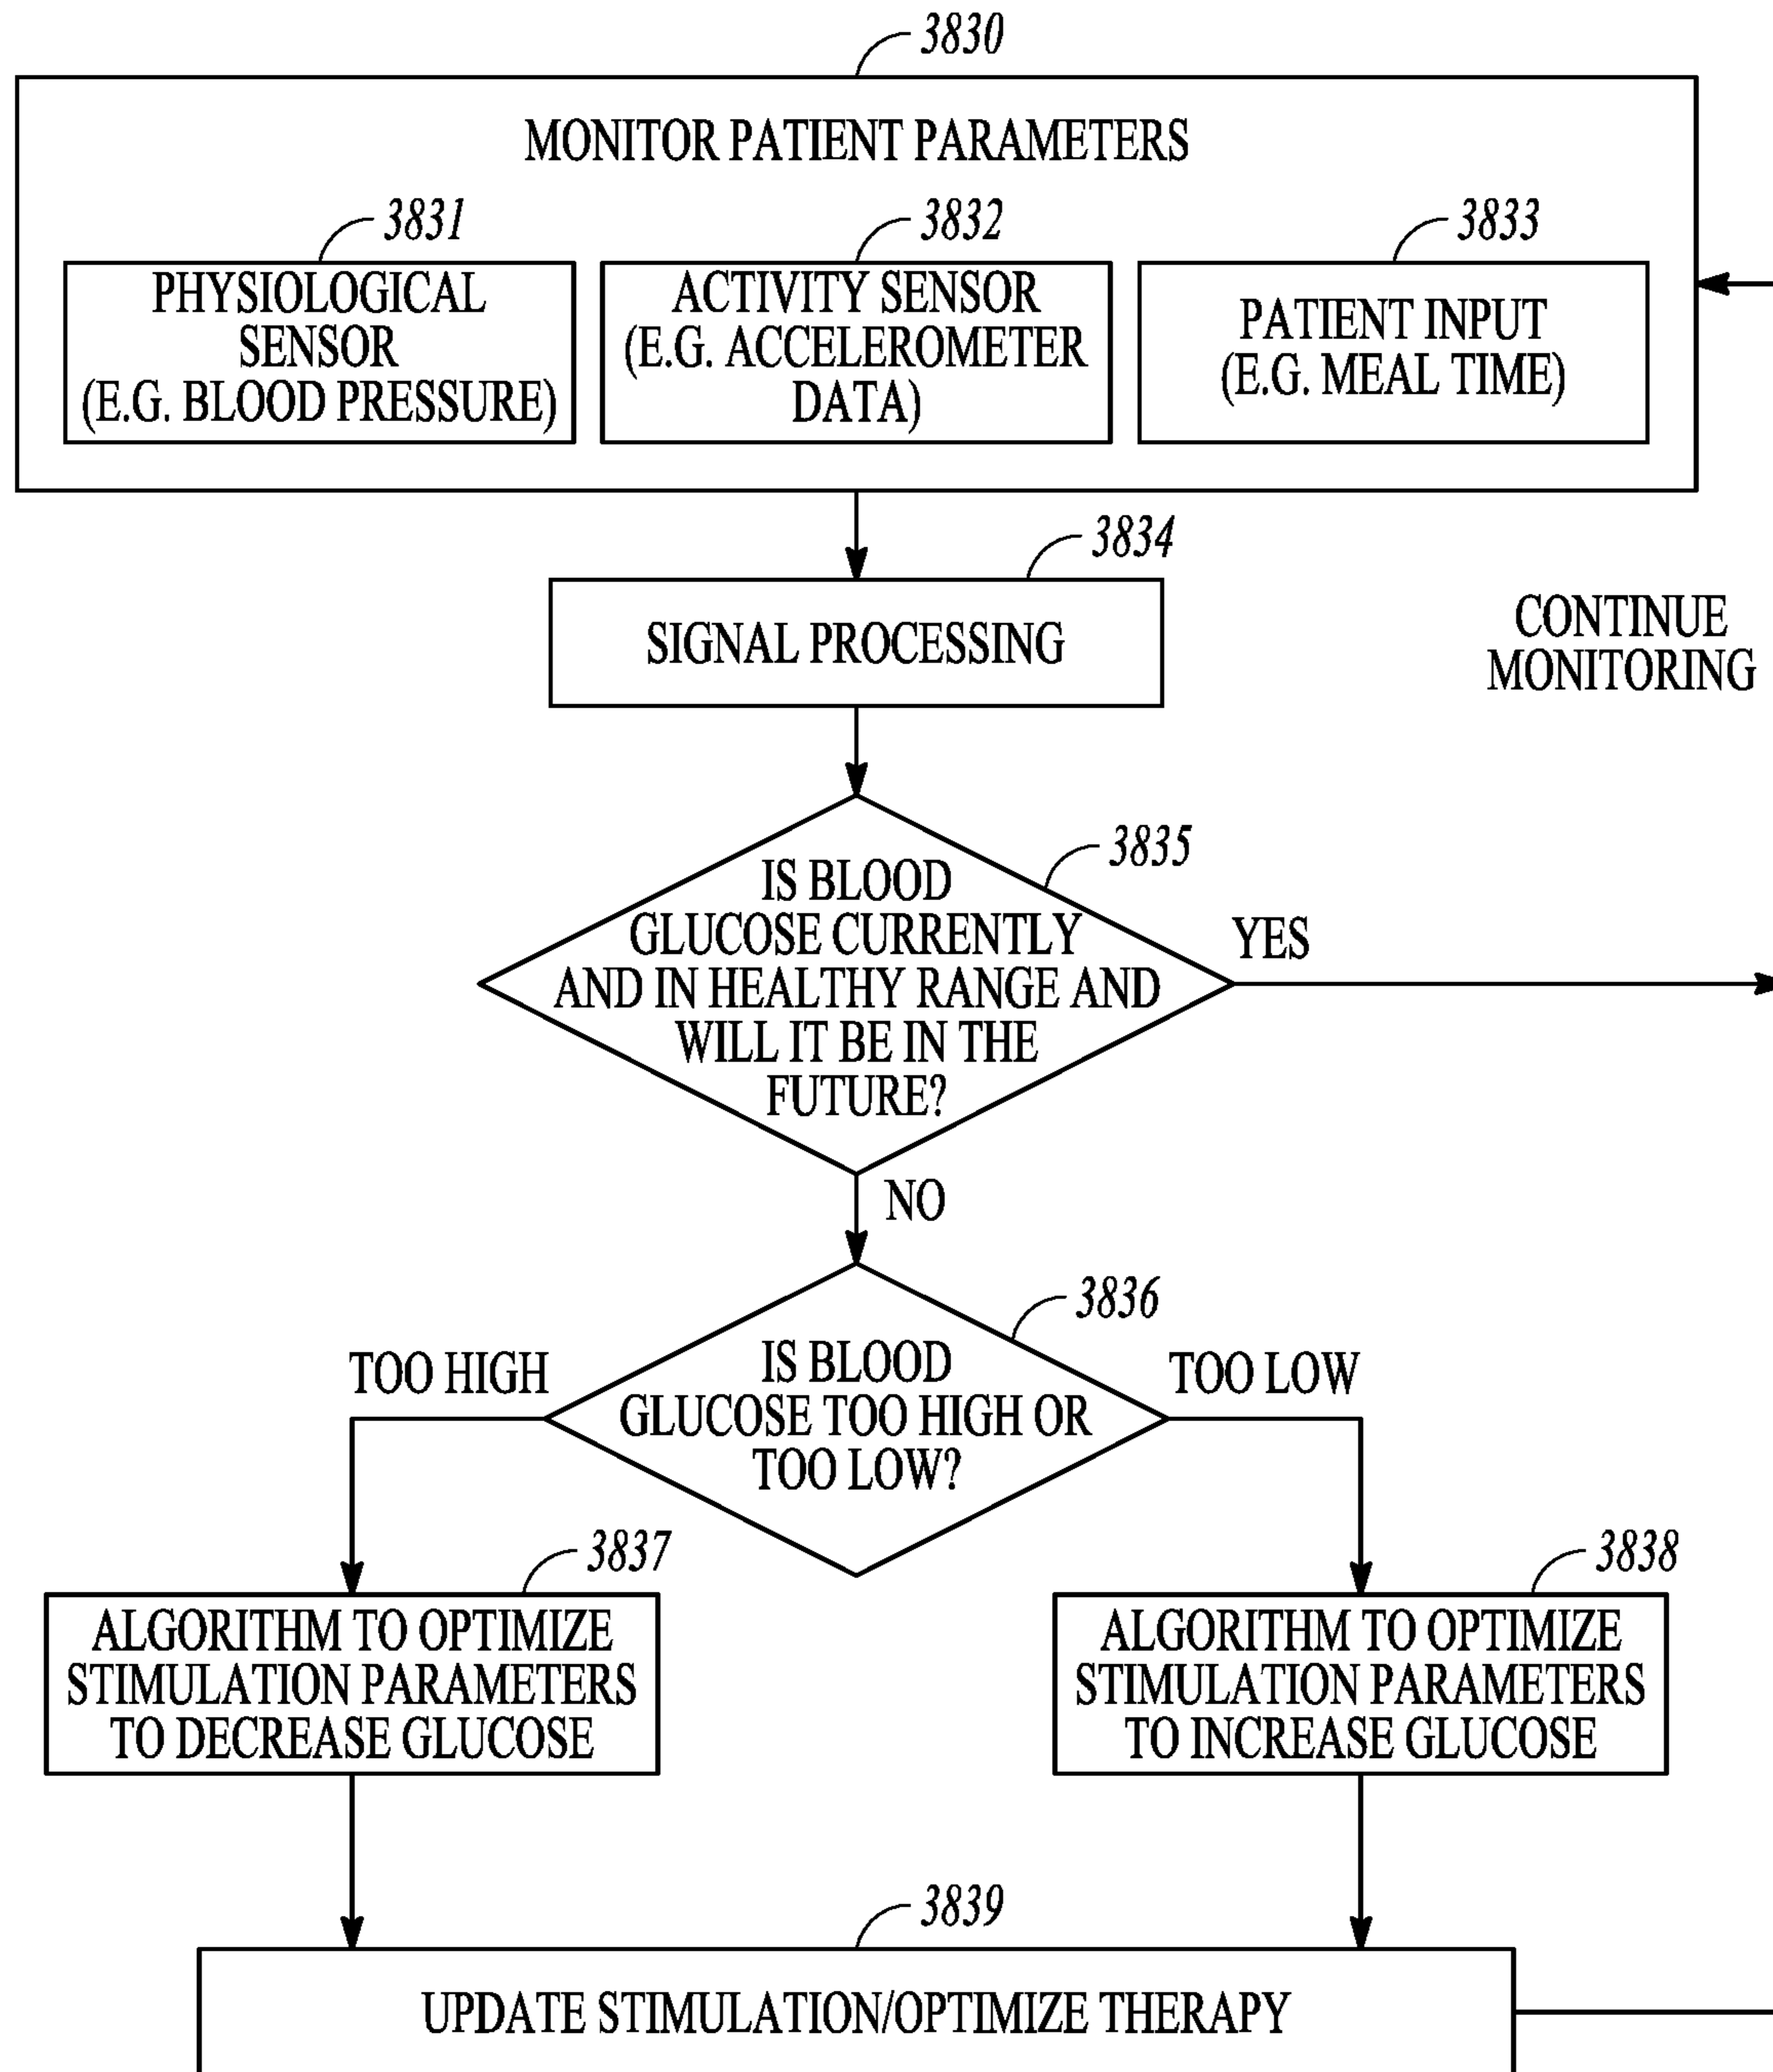 3830
MONITOR PATIENT PARAMETERS
3831
3832
3833
PHYSIOLOGICAL
SENSOR
(E.G. BLOOD PRESSURE)
ACTIVITY SENSOR
(E.G. ACCELEROMETER
DATA)
PATIENT INPUT
(E.G. MEAL TIME)
3834
SIGNAL PROCESSING
CONTINUE
MONITORING
3835
IS BLOOD
GLUCOSE CURRENTLY
AND IN HEALTHY RANGE AND
WILL IT BE IN THE
FUTURE?
YES
NO
3836
IS BLOOD
GLUCOSE TOO HIGH OR
TOO LOW?
TOO HIGH
TOO LOW
3837
ALGORITHM TO OPTIMIZE
STIMULATION PARAMETERS
TO DECREASE GLUCOSE
3838
ALGORITHM TO OPTIMIZE
STIMULATION PARAMETERS
TO INCREASE GLUCOSE
3839
UPDATE STIMULATION/OPTIMIZE THERAPY